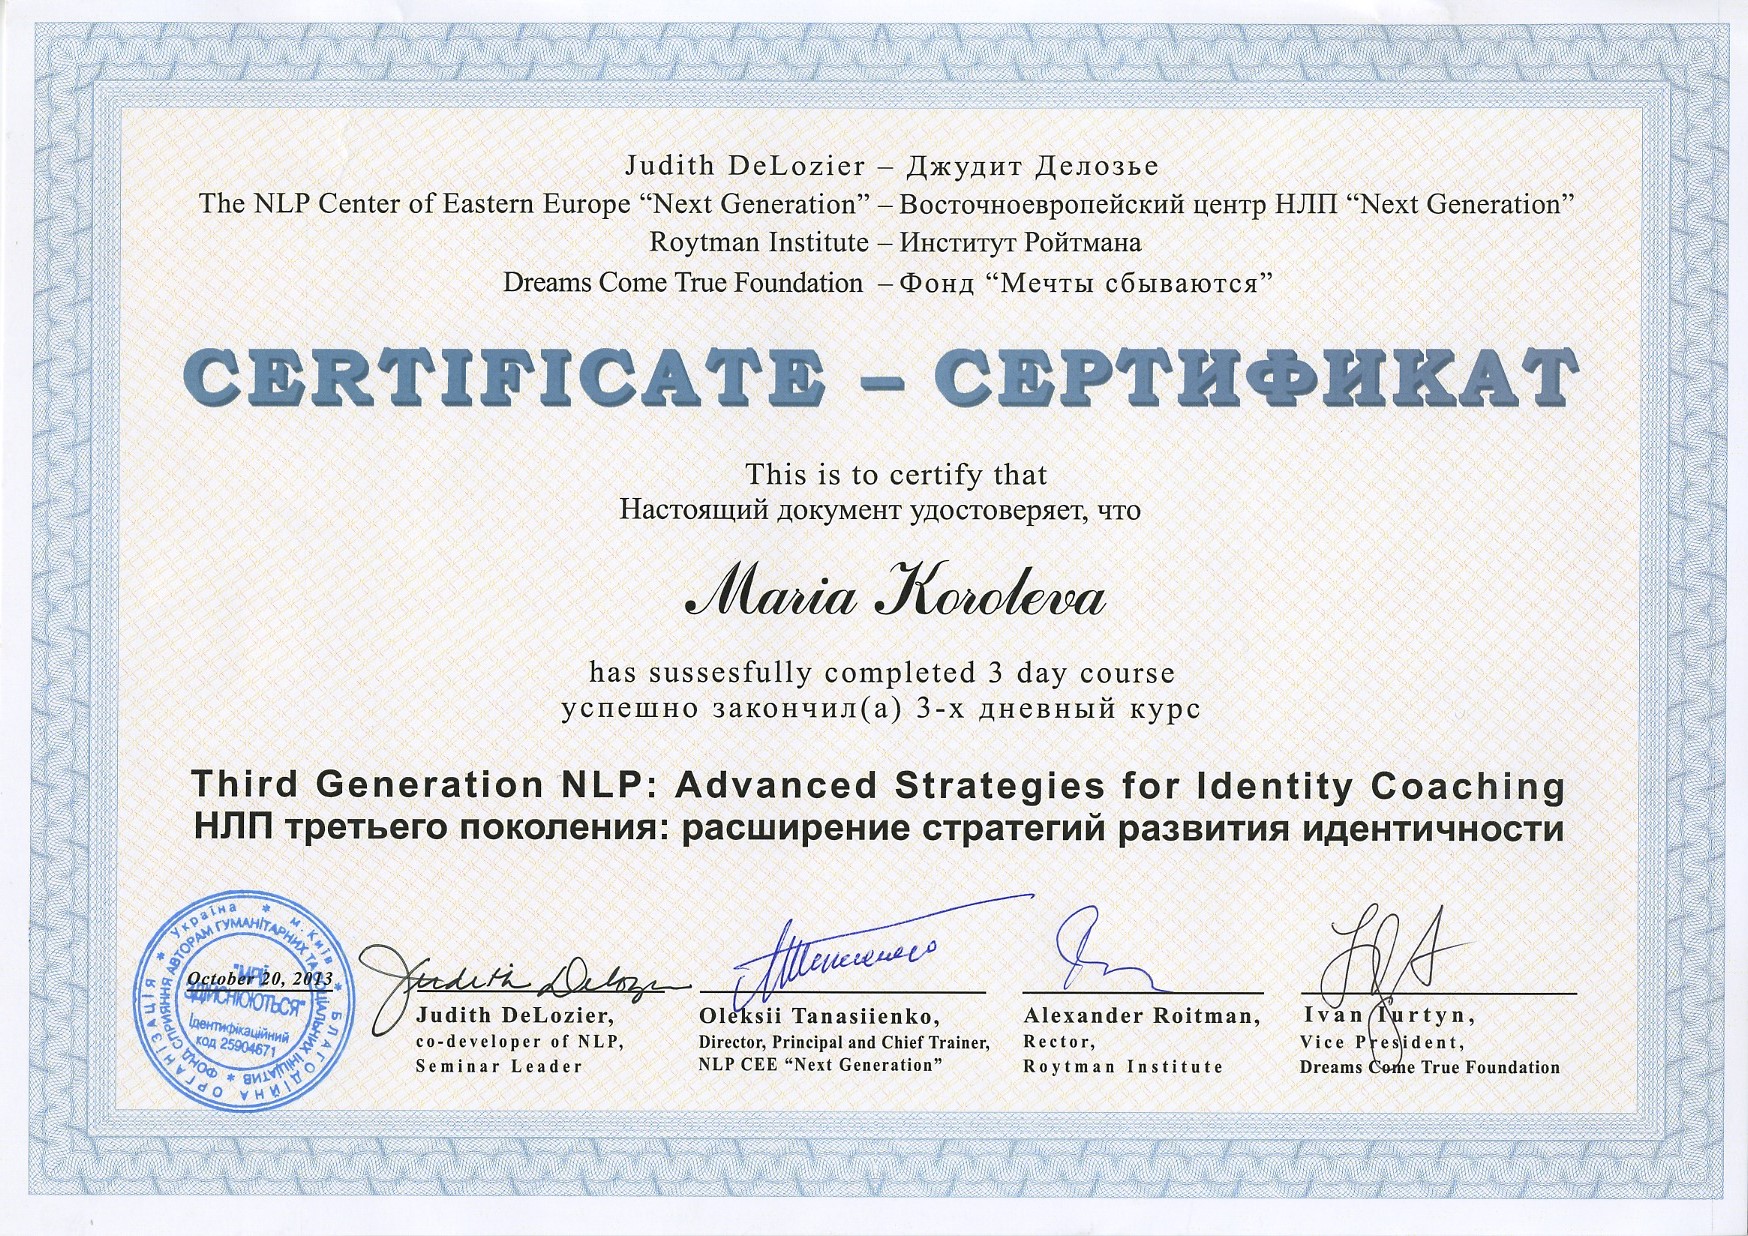 Judith DeLozier – Джудит Делозье
The NLP Center of Eastern Europe “Next Generation” – Восточноевропейский центр НЛП “Next Generation”
Roytman Institute – Институт Ройтмана
Dreams Come True Foundation – Фонд “Мечты сбываются”
CERTIFICATE – СЕРТИФИКАТ
This is to certify that
Настоящий документ удостоверяет, что
Maria Koroleva
has sussesfully completed 3 day course
успешно закончил(а) 3-х дневный курс
Third Generation NLP: Advanced Strategies for Identity Coaching
НЛП третьего поколения: расширение стратегий развития идентичности
Україна * м. Київ * БЛАГОДІЙНА ОРГАНІЗАЦІЯ *
ФОНД СПРИЯННЯ АВТОРАМ ГУМАНІТАРНИХ ТА СОЦІАЛЬНИХ ІНІЦІАТИВ *
"МРІЇ
ЗДІЙСНЮЮТЬСЯ"
Ідентифікаційний
код 25904671
October 20, 2013
Judith DeLozier
Judith DeLozier,
co-developer of NLP,
Seminar Leader
Oleksii Tanasiienko,
Director, Principal and Chief Trainer,
NLP CEE “Next Generation”
Alexander Roitman,
Rector,
Roytman Institute
Ivan Iurtyn,
Vice President,
Dreams Come True Foundation